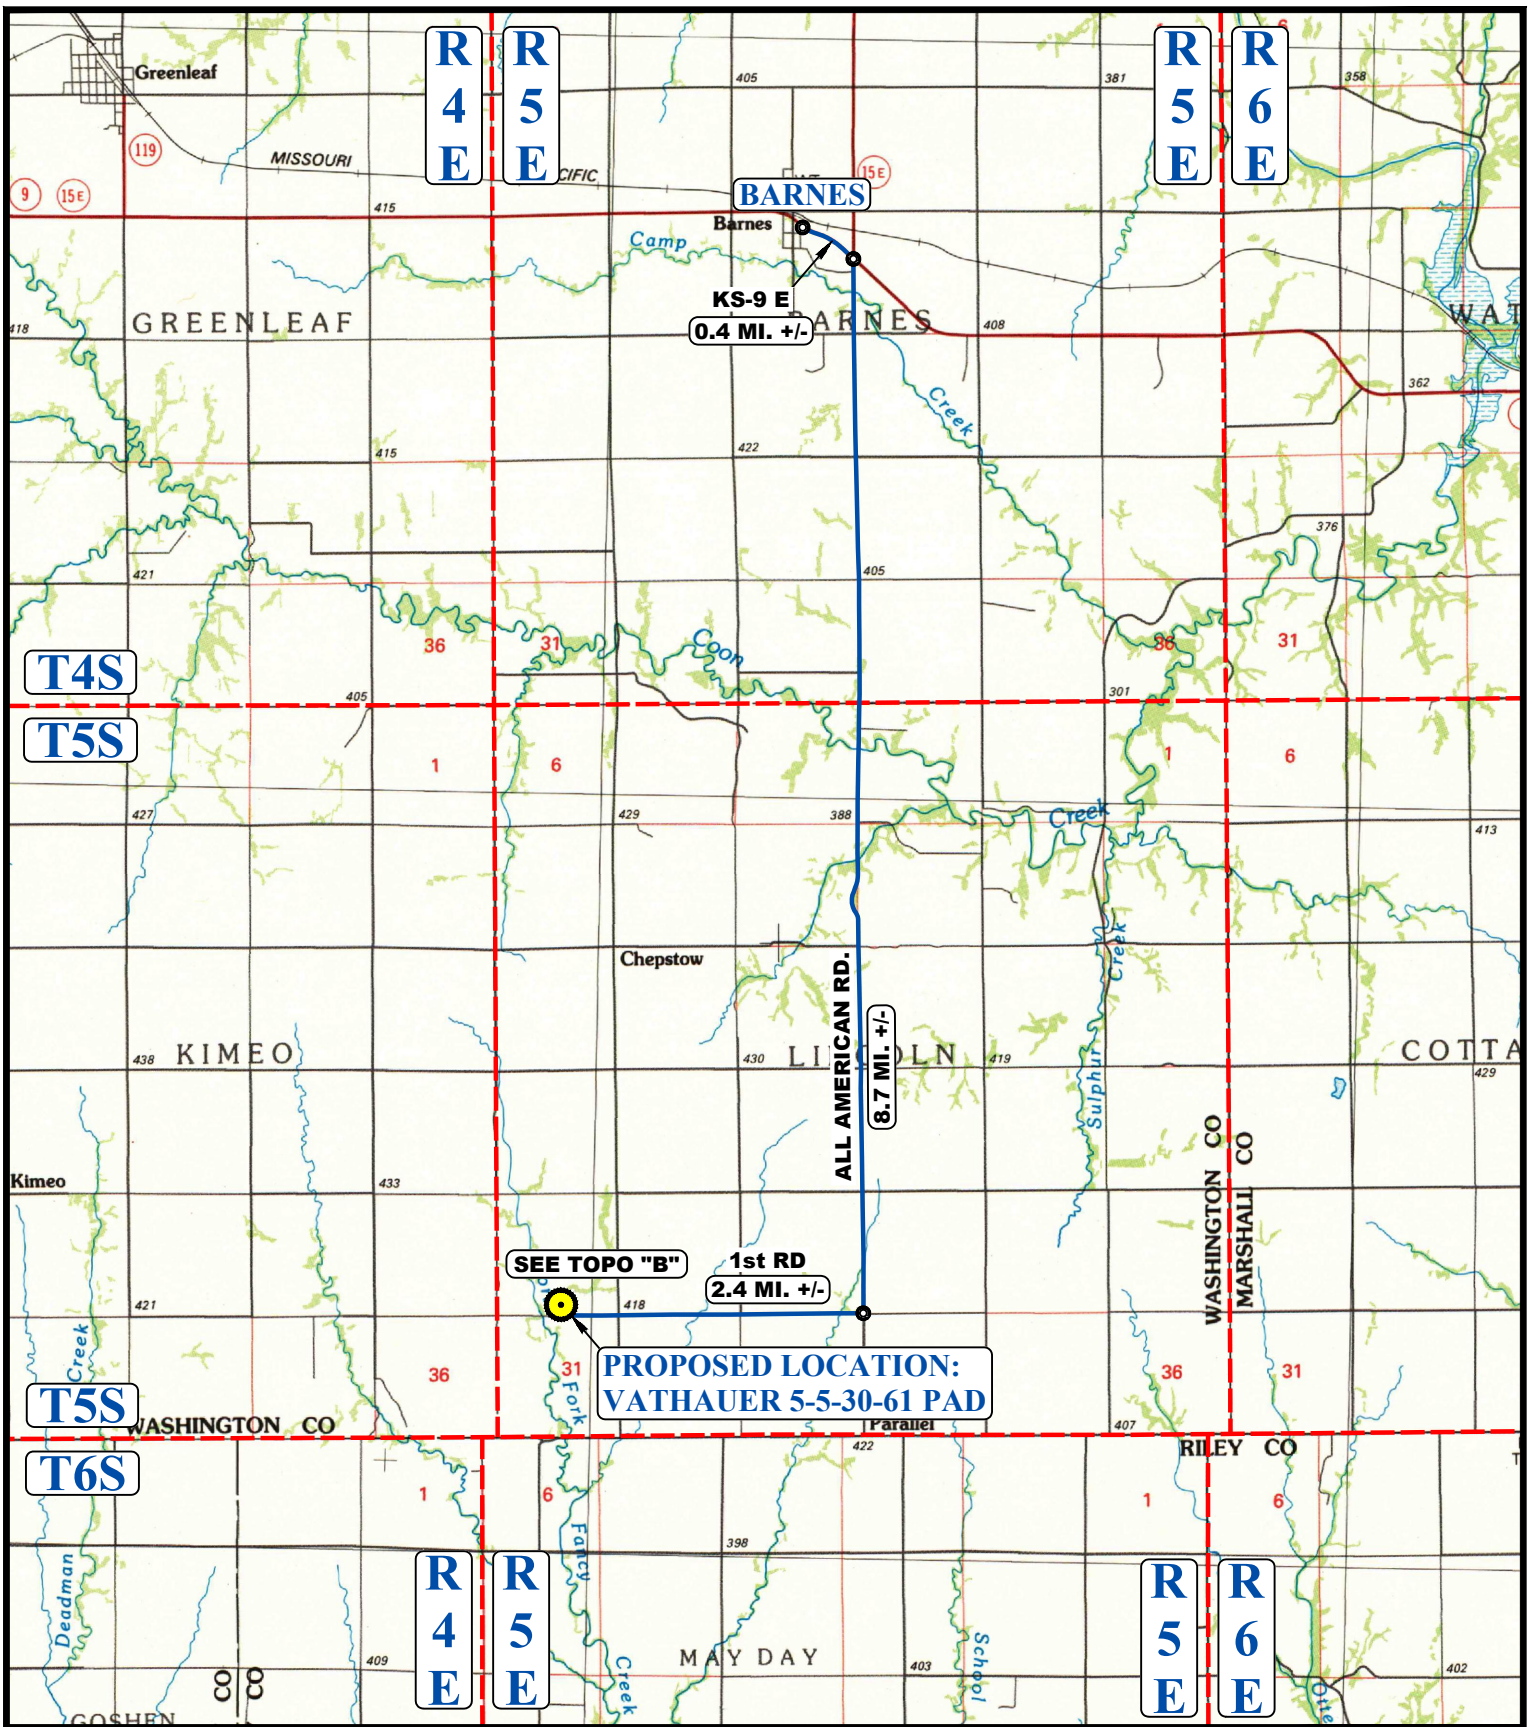 R
4
E
R
5
E
R
5
E
R
6
E
6
Greenleaf
405
381
358
119
MISSOURI
CIFIC
15E
9
15E
415
BARNES
Barnes
Camp
KS-9 E
0.4 MI. +/-
418
GREENLEAF
BARNES
408
WAT
362
Creek
415
422
421
405
376
36
31
Coon
36
31
T4S
405
301
T5S
1
6
1
6
427
429
388
Creek
413
Chepstow
Creek
ALL AMERICAN RD.
8.7 MI. +/-
438
KIMEO
430
LINCOLN
419
COTTA
429
Sulphur
WASHINGTON CO
MARSHALL CO
Kimeo
433
SEE TOPO "B"
1st RD
2.4 MI. +/-
421
418
Creek
PROPOSED LOCATION:
VATHAUER 5-5-30-61 PAD
36
31
36
31
Fork
T5S
WASHINGTON CO
Parallel
407
422
RILEY CO
T6S
1
6
1
6
Fancy
398
Deadman
R
4
E
R
5
E
R
5
E
R
6
E
MAY DAY
409
403
402
School
Creek
CO
CO
Otte
GOSHEN